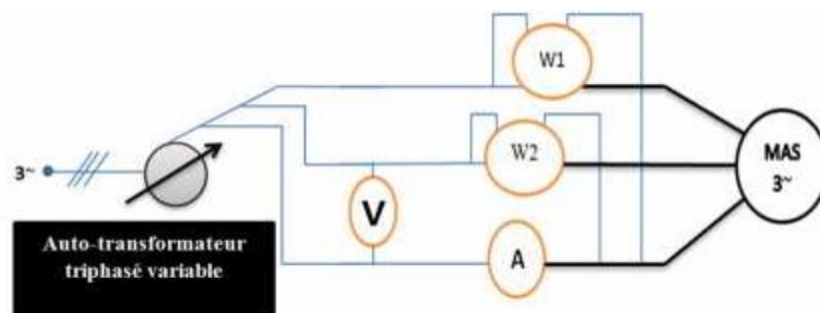 W1
W2
MAS
3~
3~
V
Auto-transformateur
triphasé variable
A